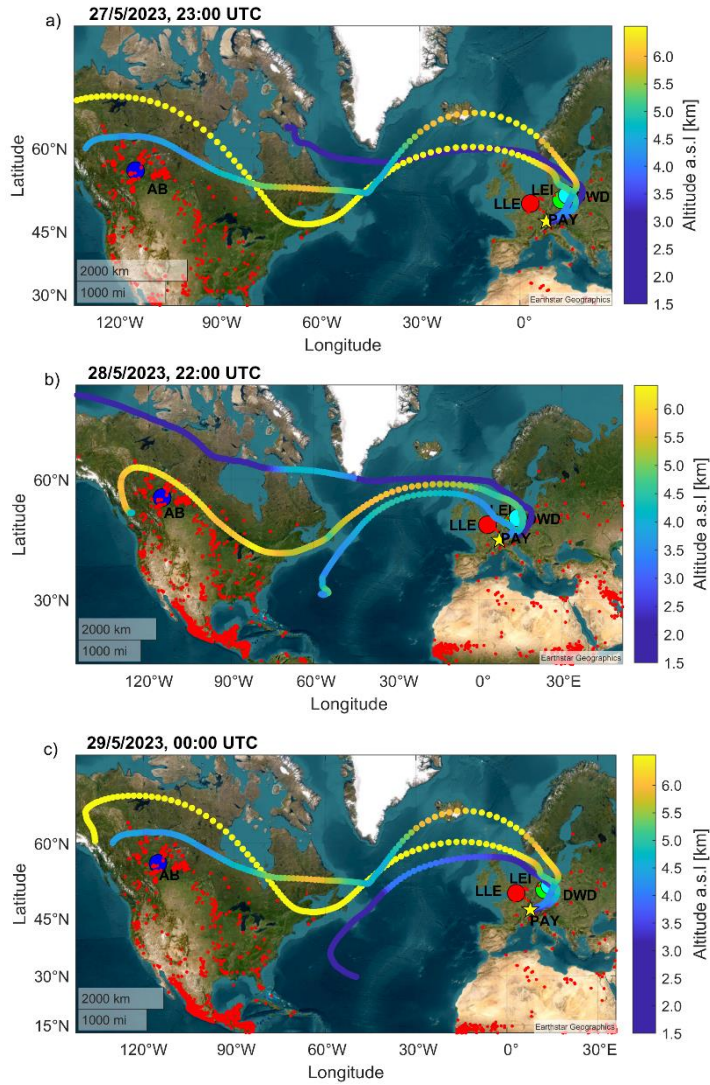 a) 27/5/2023, 23:00 UTC
Latitude
60°N
45°N
30°N
AB
LLE
LEI
WD
PAY
2000 km
1000 mi
Earthstar Geographics
120°W 90°W 60°W 30°W 0°
Longitude
6.0
5.5
5.0
4.5
4.0
3.5
3.0
2.5
2.0
1.5
Altitude a.s.l [km]
b) 28/5/2023, 22:00 UTC
Latitude
60°N
30°N
AB
LLE
LEI
WD
PAY
2000 km
1000 mi
Earthstar Geographics
120°W 90°W 60°W 30°W 0° 30°E
Longitude
6.0
5.5
5.0
4.5
4.0
3.5
3.0
2.5
2.0
1.5
Altitude a.s.l [km]
c) 29/5/2023, 00:00 UTC
Latitude
60°N
45°N
30°N
15°N
AB
LLE
LEI
DWD
PAY
2000 km
1000 mi
Earthstar Geographics
120°W 90°W 60°W 30°W 0° 30°E
Longitude
6.0
5.5
5.0
4.5
4.0
3.5
3.0
2.5
2.0
1.5
Altitude a.s.l [km]